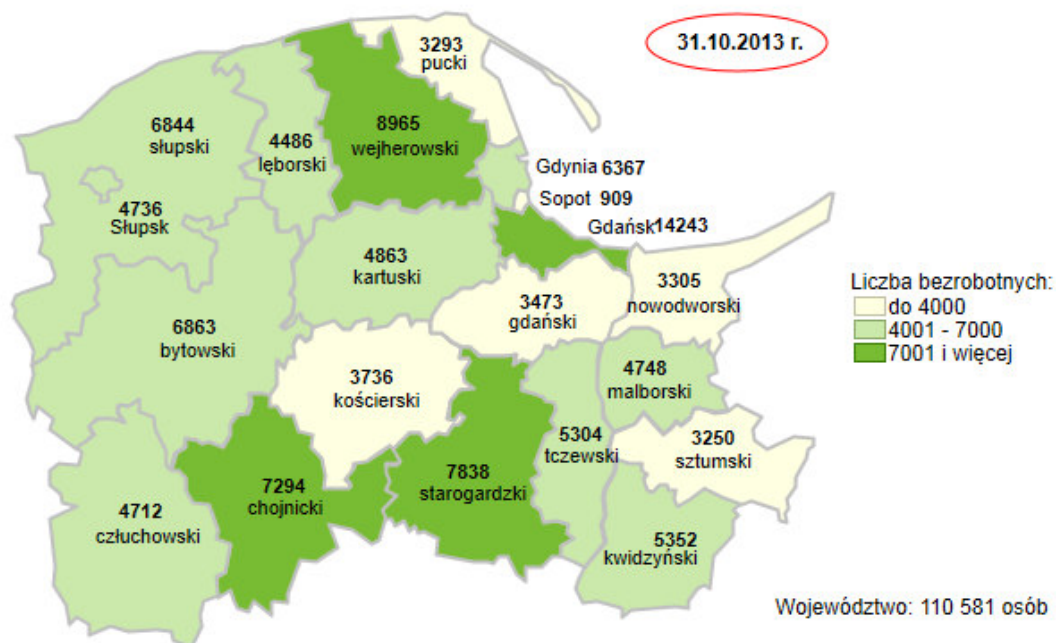 31.10.2013 r.
3293
pucki
6844
słupski
4486
lęborski
8965
wejherowski
Gdynia 6367
Sopot 909
Gdańsk 14243
4736
Słupsk
4863
kartuski
3473
gdański
3305
nowodworski
Liczba bezrobotnych:
do 4000
4001 - 7000
7001 i więcej
6863
bytowski
3736
kościerski
4748
malborski
5304
tczewski
3250
sztumski
4712
człuchowski
7294
chojnicki
7838
starogardzki
5352
kwidzyński
Województwo: 110 581 osób